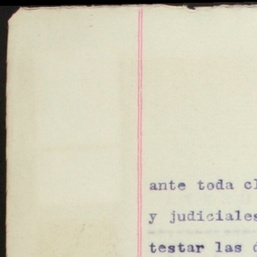 ante toda cl
y judiciales
testar las d